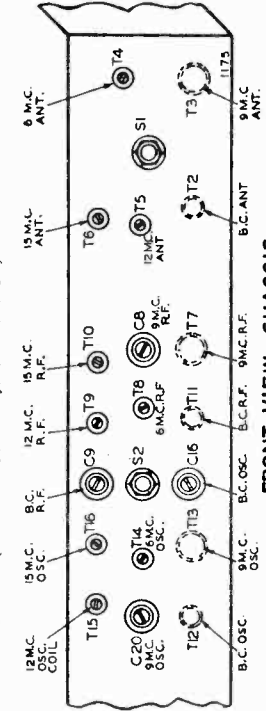 12 M.C. OSC. COIL
15 M.C. OSC.
B.C. R.F.
12 M.C. R.F.
15 M.C. R.F.
15 M.C. ANT.
6 M.C. ANT.
T15
T16
C9
T9
T10
T6
T4
C20
9 M.C. OSC.
T14
6 M.C. OSC.
S2
T8
6 M.C. R.F
C8
9 M.C. R.F.
T5
12 M.C. ANT
S1
T12
T13
C16
T11
T7
T2
T3
1175
B.C. OSC.
9 M.C. OSC.
B.C. OSC.
B.C. R.F.
9 M.C. R.F.
B.C. ANT
9 M.C ANT.
FRONT VIEW CHASSIS